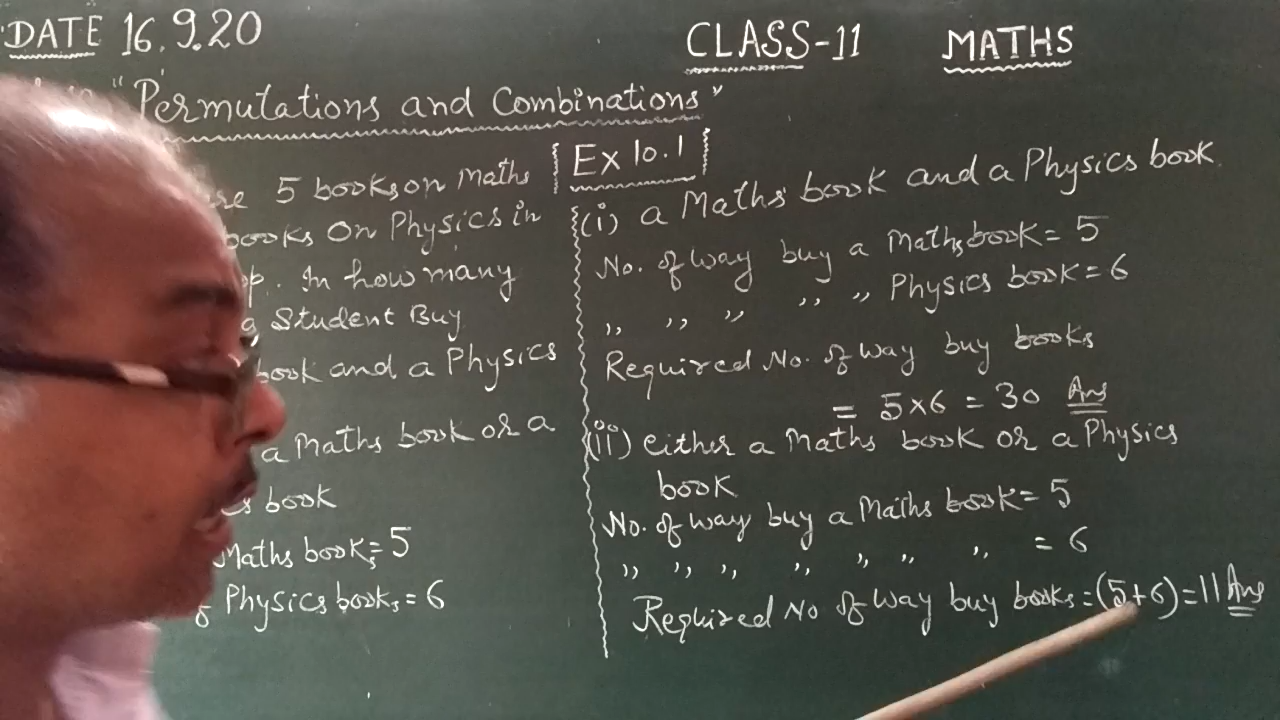 DATE 16.9.20
CLASS-11 MATHS
"Permutations and Combinations"
5 books on Maths
books On Physics in
In how many
a Student Buy
book and a Physics
a Maths book or a
book
Maths books = 5
Physics books = 6
Ex 10.1
(i) a Maths book and a Physics book
No. of way buy a Maths book = 5
,, ,, ,, ,, ,, Physics book = 6
Required No. of way buy books
= 5×6 = 30 Ans
(ii) either a Maths book or a Physics
book
No. of way buy a Maths book = 5
,, ,, ,, ,, ,, ,, ,, = 6
Required No of way buy books = (5+6) = 11 Ans